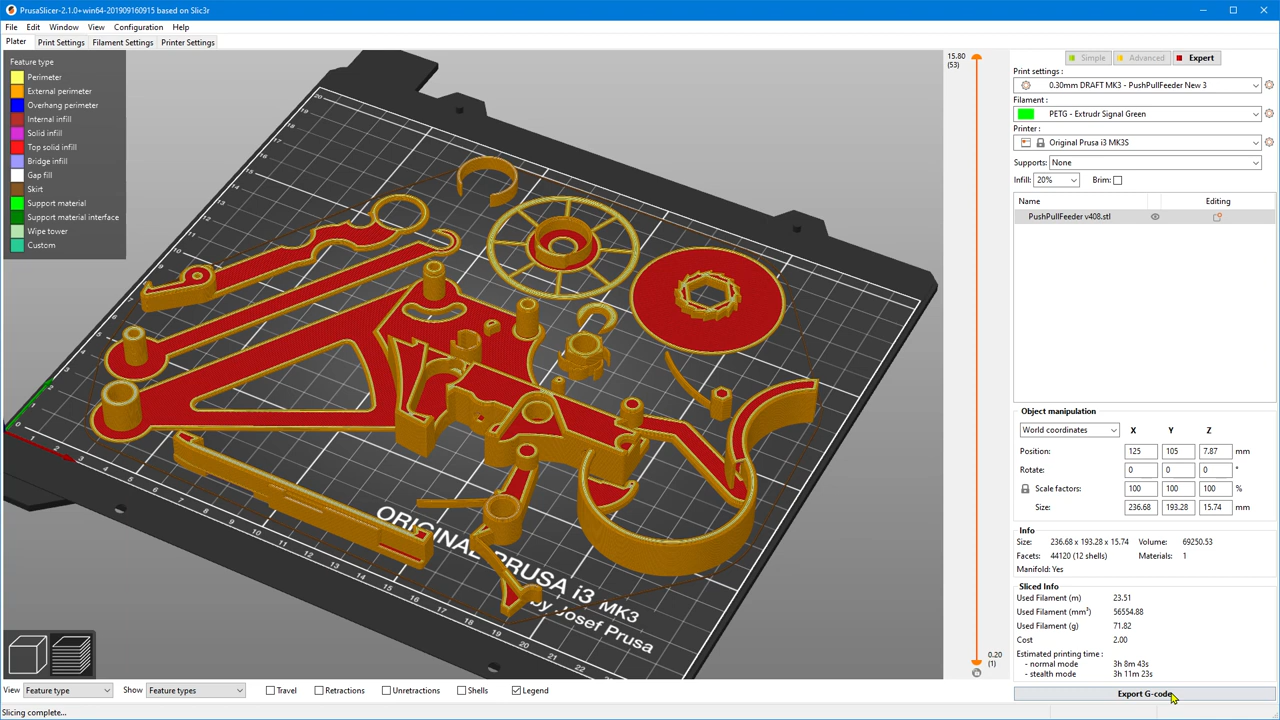 PrusaSlicer-2.1.0+win64-201909160915 based on Slic3r
File Edit Window View Configuration Help
Plater Print Settings Filament Settings Printer Settings
Feature type
Perimeter
External perimeter
Overhang perimeter
Internal infill
Solid infill
Top solid infill
Bridge infill
Gap fill
Skirt
Support material
Support material interface
Wipe tower
Custom
ORIGINAL PRUSA i3 MK3
by Josef Prusa
15.80
(53)
0.20
(1)
Simple Advanced Expert
Print settings :
0.30mm DRAFT MK3 - PushPullFeeder New 3
Filament :
PETG - Extrudr Signal Green
Printer :
Original Prusa i3 MK3S
Supports: None
Infill: 20% Brim:
Name Editing
PushPullFeeder v408.stl
Object manipulation
World coordinates X Y Z
Position: 125 105 7.87 mm
Rotate: 0 0 0 °
Scale factors: 100 100 100 %
Size: 236.68 193.28 15.74 mm
Info
Size: 236.68 x 193.28 x 15.74 Volume: 69250.53
Facets: 44120 (12 shells) Materials: 1
Manifold: Yes
Sliced Info
Used Filament (m) 23.51
Used Filament (mm³) 56554.88
Used Filament (g) 71.82
Cost 2.00
Estimated printing time :
- normal mode 3h 8m 43s
- stealth mode 3h 11m 23s
Export G-code
View Feature type Show Feature types Travel Retractions Unretractions Shells Legend
Slicing complete...